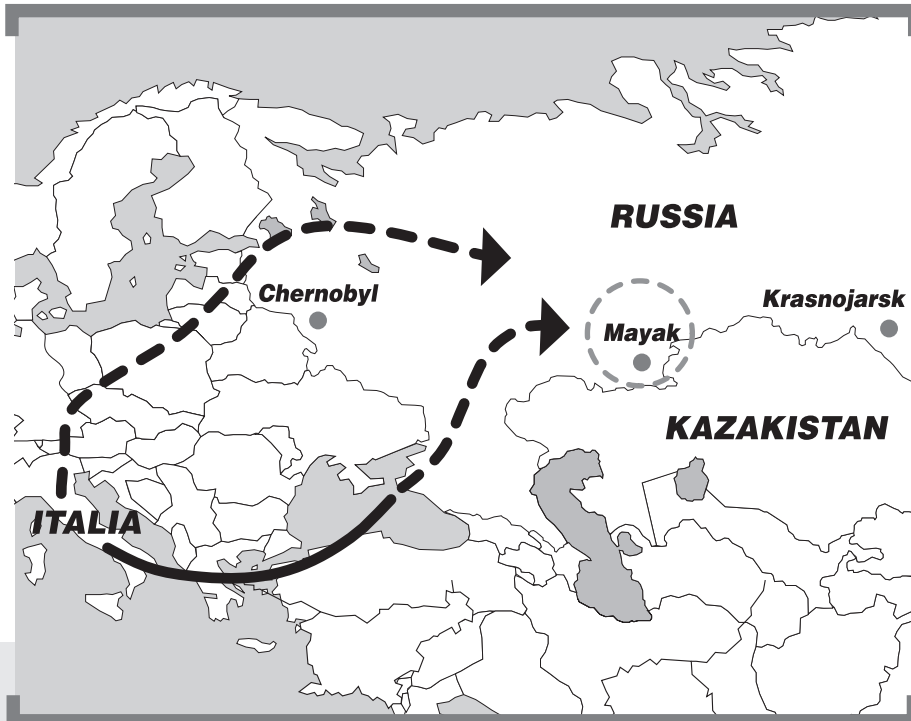 RUSSIA
Chernobyl
Krasnojarsk
Mayak
KAZAKISTAN
ITALIA